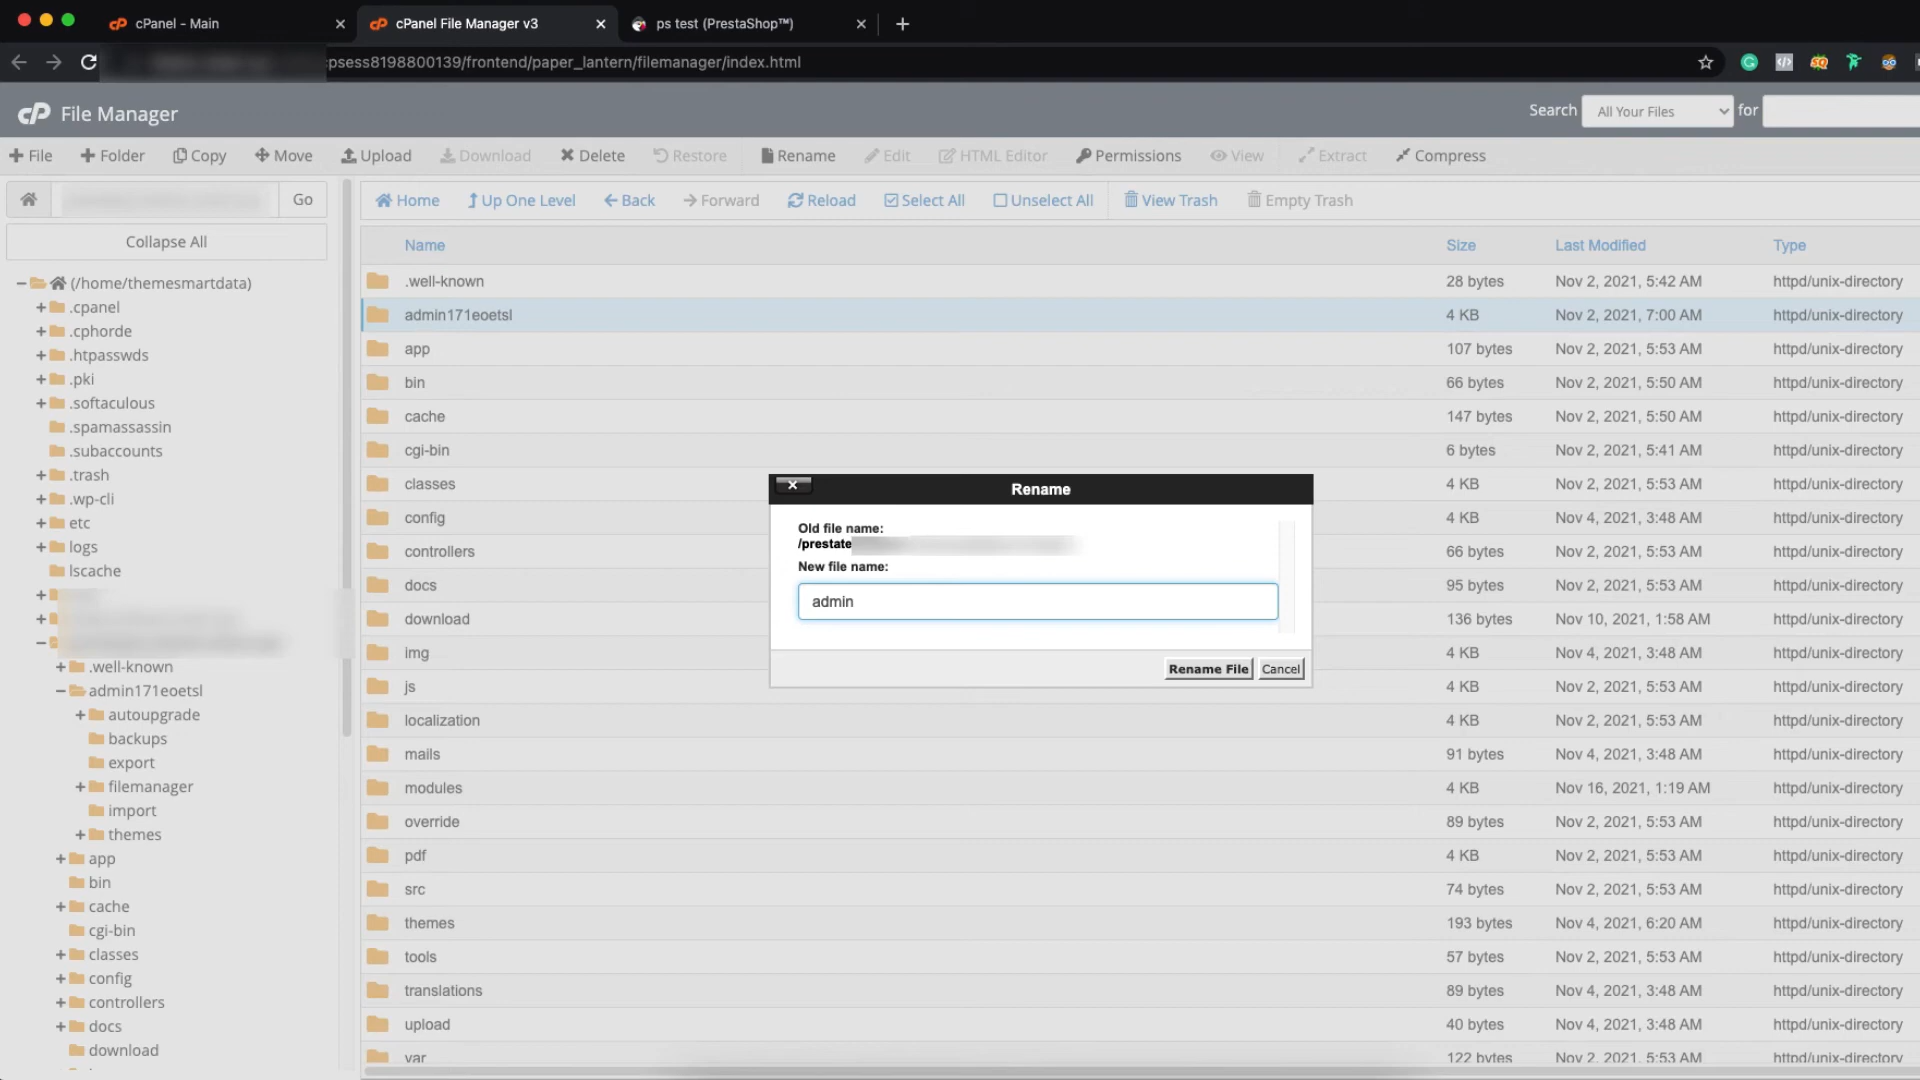 cPanel - Main
cPanel File Manager v3
ps test (PrestaShop™)
psess8198800139/frontend/paper_lantern/filemanager/index.html
cP File Manager
Search All Your Files for
File Folder Copy Move Upload Download Delete Restore Rename Edit HTML Editor Permissions View Extract Compress
Go
Home Up One Level Back Forward Reload Select All Unselect All View Trash Empty Trash
Collapse All
(/home/themesmartdata)
.cpanel
.cphorde
.htpasswds
.pki
.softaculous
.spamassassin
.subaccounts
.trash
.wp-cli
etc
logs
lscache
.well-known
admin171eoetsl
autoupgrade
backups
export
filemanager
import
themes
app
bin
cache
cgi-bin
classes
config
controllers
docs
download
Name Size Last Modified Type
.well-known 28 bytes Nov 2, 2021, 5:42 AM httpd/unix-directory
admin171eoetsl 4 KB Nov 2, 2021, 7:00 AM httpd/unix-directory
app 107 bytes Nov 2, 2021, 5:53 AM httpd/unix-directory
bin 66 bytes Nov 2, 2021, 5:50 AM httpd/unix-directory
cache 147 bytes Nov 2, 2021, 5:50 AM httpd/unix-directory
cgi-bin 6 bytes Nov 2, 2021, 5:41 AM httpd/unix-directory
classes 4 KB Nov 2, 2021, 5:53 AM httpd/unix-directory
config 4 KB Nov 4, 2021, 3:48 AM httpd/unix-directory
controllers 66 bytes Nov 2, 2021, 5:53 AM httpd/unix-directory
docs 95 bytes Nov 2, 2021, 5:53 AM httpd/unix-directory
download 136 bytes Nov 10, 2021, 1:58 AM httpd/unix-directory
img 4 KB Nov 4, 2021, 3:48 AM httpd/unix-directory
js 4 KB Nov 2, 2021, 5:53 AM httpd/unix-directory
localization 4 KB Nov 2, 2021, 5:53 AM httpd/unix-directory
mails 91 bytes Nov 4, 2021, 3:48 AM httpd/unix-directory
modules 4 KB Nov 16, 2021, 1:19 AM httpd/unix-directory
override 89 bytes Nov 2, 2021, 5:53 AM httpd/unix-directory
pdf 4 KB Nov 2, 2021, 5:53 AM httpd/unix-directory
src 74 bytes Nov 2, 2021, 5:53 AM httpd/unix-directory
themes 193 bytes Nov 4, 2021, 6:20 AM httpd/unix-directory
tools 57 bytes Nov 2, 2021, 5:53 AM httpd/unix-directory
translations 89 bytes Nov 4, 2021, 3:48 AM httpd/unix-directory
upload 40 bytes Nov 4, 2021, 3:48 AM httpd/unix-directory
var 122 bytes Nov 2, 2021, 5:53 AM httpd/unix-directory
Rename
Old file name:
/prestate
New file name:
admin
Rename File Cancel